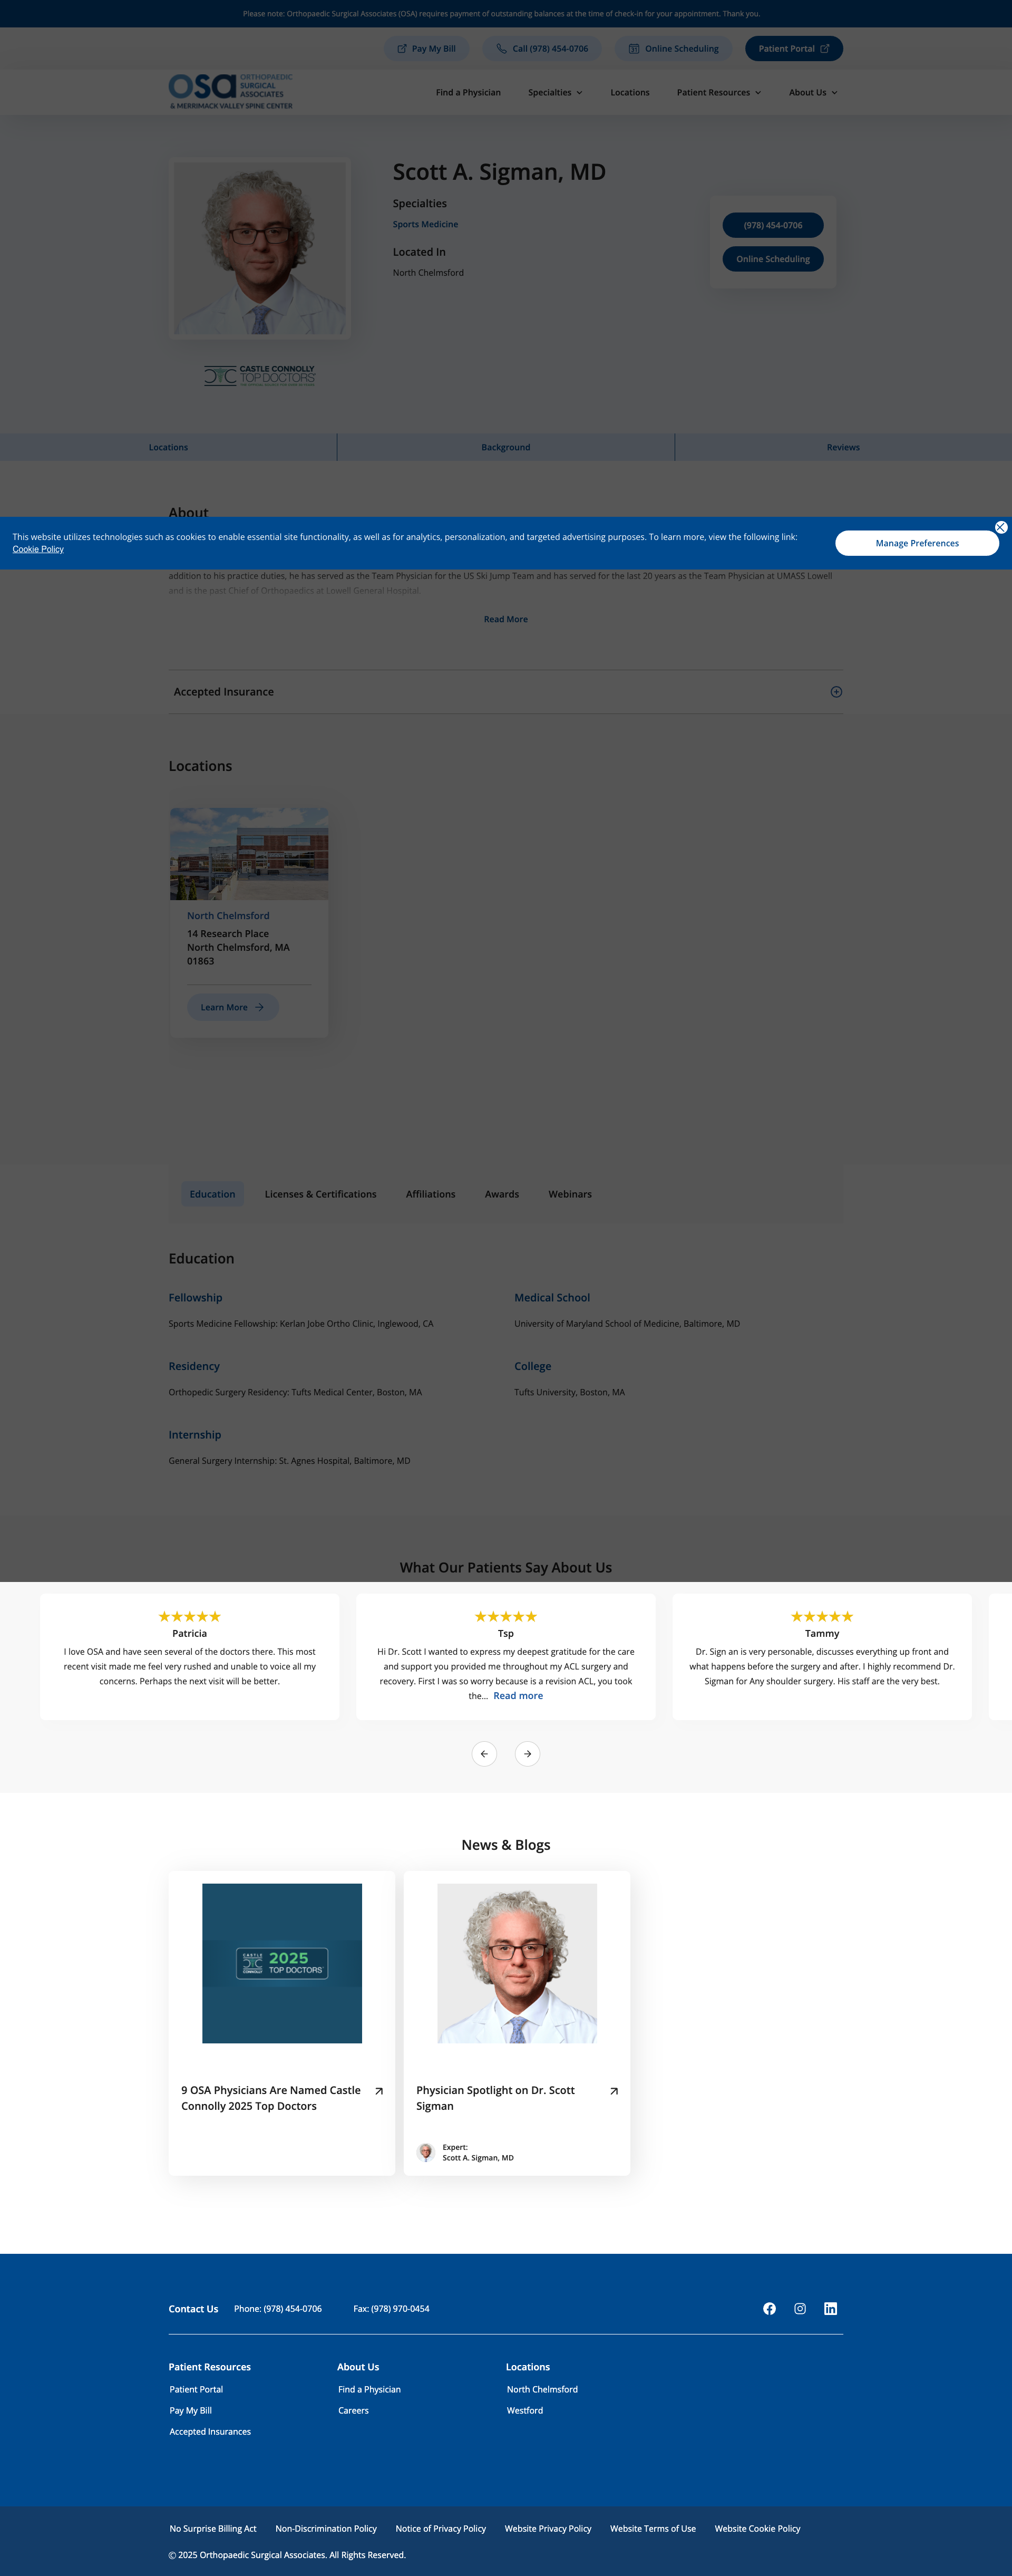 Please note: Orthopaedic Surgical Associates (OSA) requires payment of outstanding balances at the time of check-in for your appointment. Thank you.
Pay My Bill
Call (978) 454-0706
Online Scheduling
Patient Portal
OSA ORTHOPAEDIC
SURGICAL
ASSOCIATES
& MERRIMACK VALLEY SPINE CENTER
Find a Physician
Specialties
Locations
Patient Resources
About Us
Scott A. Sigman, MD
Specialties
Sports Medicine
Located In
North Chelmsford
(978) 454-0706
Online Scheduling
CASTLE CONNOLLY
TOP DOCTORS
Locations
Background
Reviews
About
This website utilizes technologies such as cookies to enable essential site functionality, as well as for analytics, personalization, and targeted advertising purposes. To learn more, view the following link:
Cookie Policy
Manage Preferences
addition to his practice duties, he has served as the Team Physician for the US Ski Jump Team and has served for the last 20 years as the Team Physician at UMASS Lowell
and is the past Chief of Orthopaedics at Lowell General Hospital.
Read More
Accepted Insurance
Locations
North Chelmsford
14 Research Place
North Chelmsford, MA
01863
Learn More
Education
Licenses & Certifications
Affiliations
Awards
Webinars
Education
Fellowship
Sports Medicine Fellowship: Kerlan Jobe Ortho Clinic, Inglewood, CA
Medical School
University of Maryland School of Medicine, Baltimore, MD
Residency
Orthopedic Surgery Residency: Tufts Medical Center, Boston, MA
College
Tufts University, Boston, MA
Internship
General Surgery Internship: St. Agnes Hospital, Baltimore, MD
What Our Patients Say About Us
Patricia
I love OSA and have seen several of the doctors there. This most
recent visit made me feel very rushed and unable to voice all my
concerns. Perhaps the next visit will be better.
Tsp
Hi Dr. Scott I wanted to express my deepest gratitude for the care
and support you provided me throughout my ACL surgery and
recovery. First I was so worry because is a revision ACL, you took
the... Read more
Tammy
Dr. Sign an is very personable, discusses everything up front and
what happens before the surgery and after. I highly recommend Dr.
Sigman for Any shoulder surgery. His staff are the very best.
News & Blogs
CASTLE CONNOLLY 2025
TOP DOCTORS
9 OSA Physicians Are Named Castle
Connolly 2025 Top Doctors
Physician Spotlight on Dr. Scott
Sigman
Expert:
Scott A. Sigman, MD
Contact Us
Phone: (978) 454-0706
Fax: (978) 970-0454
Patient Resources
Patient Portal
Pay My Bill
Accepted Insurances
About Us
Find a Physician
Careers
Locations
North Chelmsford
Westford
No Surprise Billing Act
Non-Discrimination Policy
Notice of Privacy Policy
Website Privacy Policy
Website Terms of Use
Website Cookie Policy
© 2025 Orthopaedic Surgical Associates. All Rights Reserved.